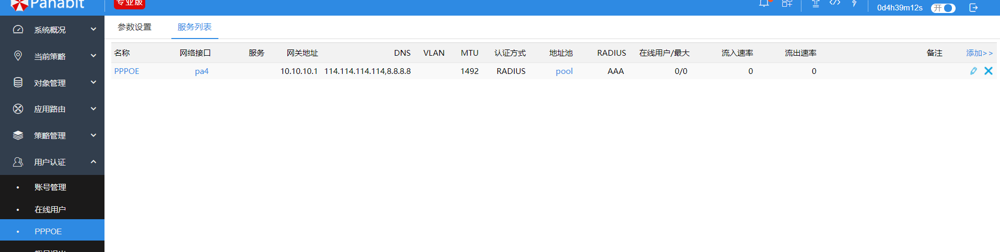 Panabit
专业版
0d4h39m12s 开
系统概况
当前策略
对象管理
应用路由
策略管理
用户认证
账号管理
在线用户
PPPOE
参数设置 服务列表
名称 网络接口 服务 网关地址 DNS VLAN MTU 认证方式 地址池 RADIUS 在线用户/最大 流入速率 流出速率 备注 添加>>
PPPOE pa4 10.10.10.1 114.114.114.114,8.8.8.8 1492 RADIUS pool AAA 0/0 0 0